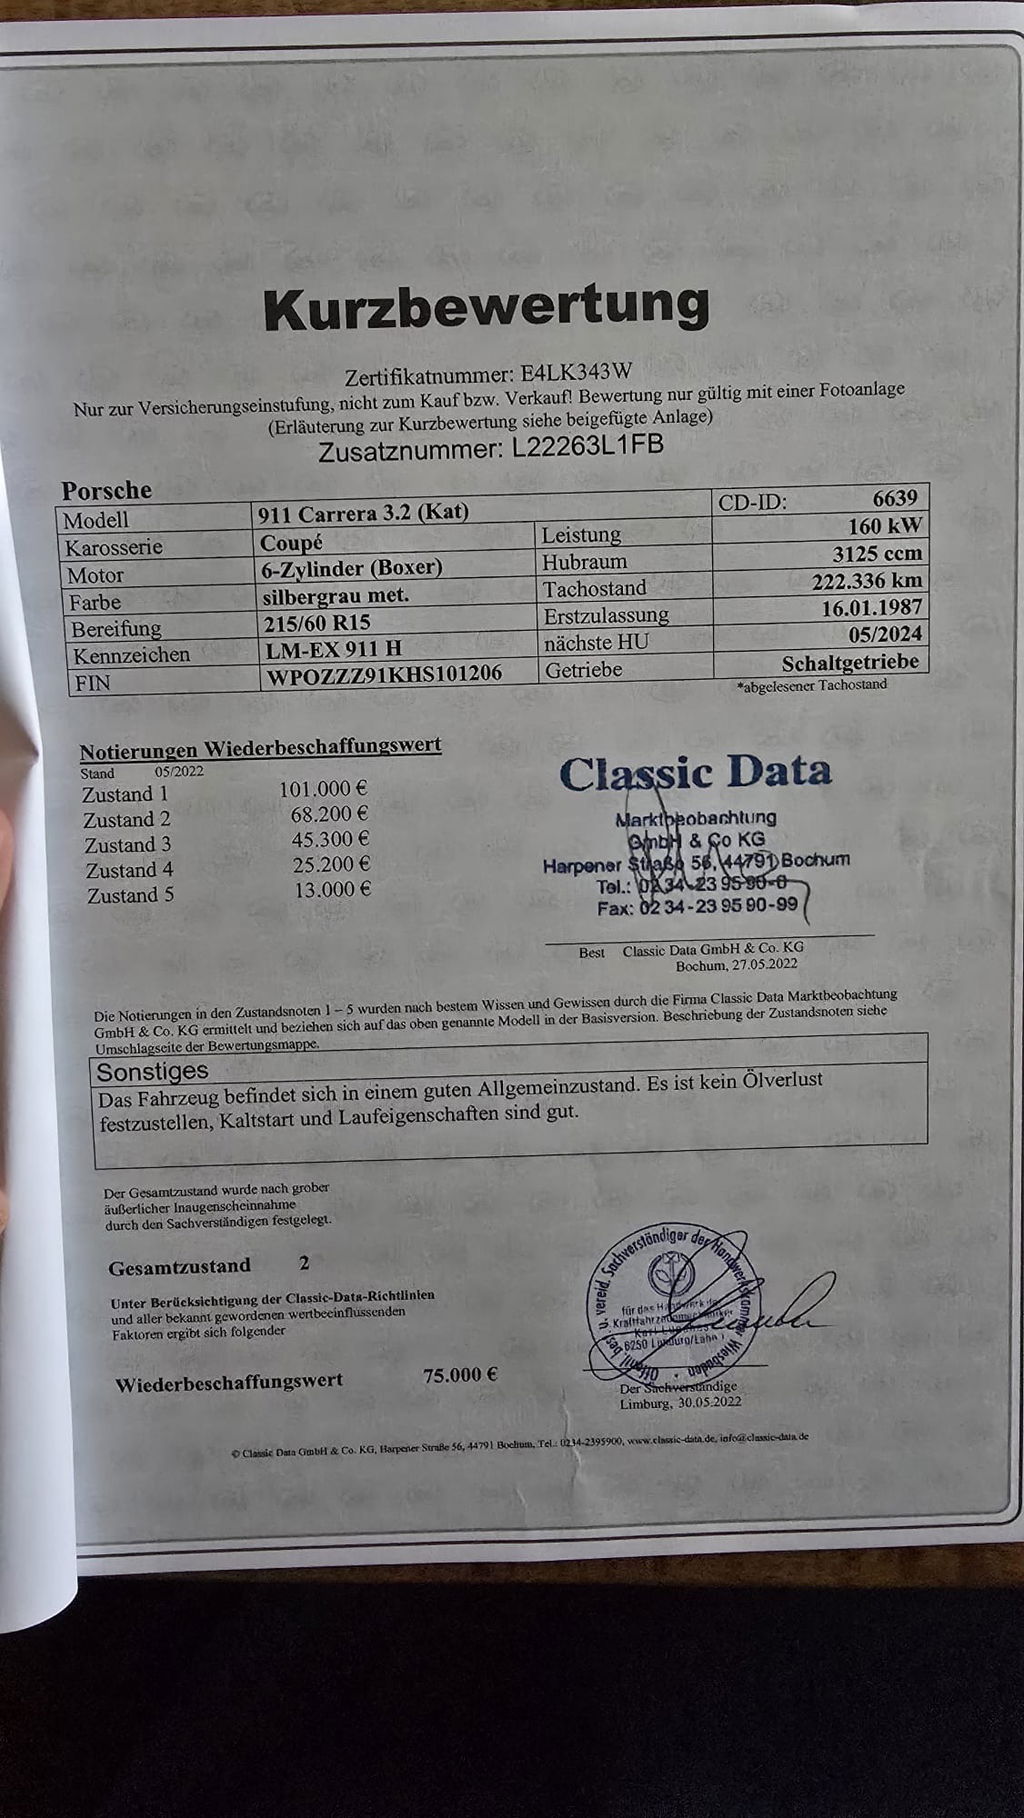 Kurzbewertung
Zertifikatnummer: E4LK343W
Nur zur Versicherungseinstufung, nicht zum Kauf bzw. Verkauf! Bewertung nur gültig mit einer Fotoanlage
(Erläuterung zur Kurzbewertung siehe beigefügte Anlage)
Zusatznummer: L22263L1FB
Porsche
Modell 911 Carrera 3.2 (Kat) CD-ID: 6639
Karosserie Coupé Leistung 160 kW
Motor 6-Zylinder (Boxer) Hubraum 3125 ccm
Farbe silbergrau met. Tachostand 222.336 km
Bereifung 215/60 R15 Erstzulassung 16.01.1987
Kennzeichen LM-EX 911 H nächste HU 05/2024
FIN WPOZZZ91KHS101206 Getriebe Schaltgetriebe
*abgelesener Tachostand
Notierungen Wiederbeschaffungswert
Stand 05/2022
Zustand 1 101.000 €
Zustand 2 68.200 €
Zustand 3 45.300 €
Zustand 4 25.200 €
Zustand 5 13.000 €
Classic Data
Marktbeobachtung
GmbH & Co KG
Harpener Straße 56, 44791 Bochum
Tel.: 02 34-23 95 90-0
Fax: 02 34-23 95 90-99
Best Classic Data GmbH & Co. KG
Bochum, 27.05.2022
Die Notierungen in den Zustandsnoten 1 – 5 wurden nach bestem Wissen und Gewissen durch die Firma Classic Data Marktbeobachtung
GmbH & Co. KG ermittelt und beziehen sich auf das oben genannte Modell in der Basisversion. Beschriebung der Zustandsnoten siehe
Umschlagseite der Bewertungsmappe.
Sonstiges
Das Fahrzeug befindet sich in einem guten Allgemeinzustand. Es ist kein Ölverlust
festzustellen, Kaltstart und Laufeigenschaften sind gut.
Der Gesamtzustand wurde nach grober
äußerlicher Inaugenscheinnahme
durch den Sachverständigen festgelegt.
Gesamtzustand 2
Unter Berücksichtigung der Classic-Data-Richtlinien
und aller bekannt gewordenen wertbeeinflussenden
Faktoren ergibt sich folgender
Wiederbeschaffungswert 75.000 €
Öffentl. bes. u. vereid. Sachverständiger der Handwerkskammer Wiesbaden
für das
6250 Limburg/Lahn 1
Der Sachverständige
Limburg, 30.05.2022
© Classic Data GmbH & Co. KG, Harpener Straße 56, 44791 Bochum, Tel.: 0234-2395900, www.classic-data.de, info@classic-data.de